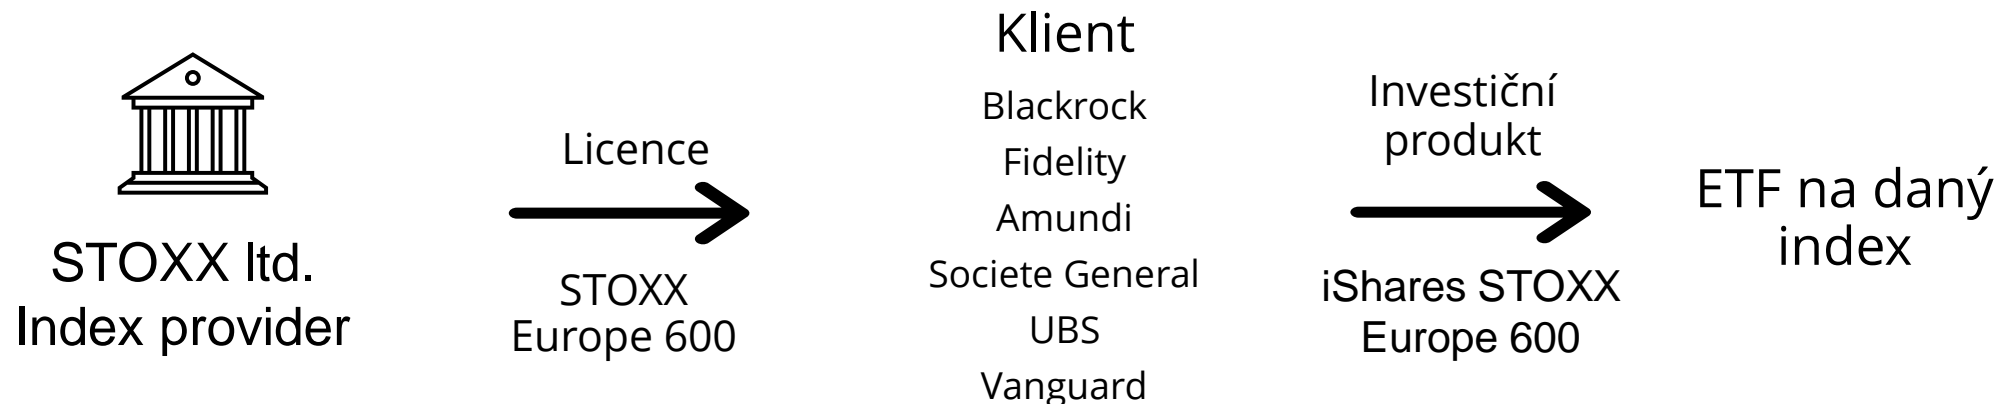 STOXX ltd.
Index provider
Licence
STOXX
Europe 600
Klient
Blackrock
Fidelity
Amundi
Societe General
UBS
Vanguard
Investiční
produkt
iShares STOXX
Europe 600
ETF na daný
index